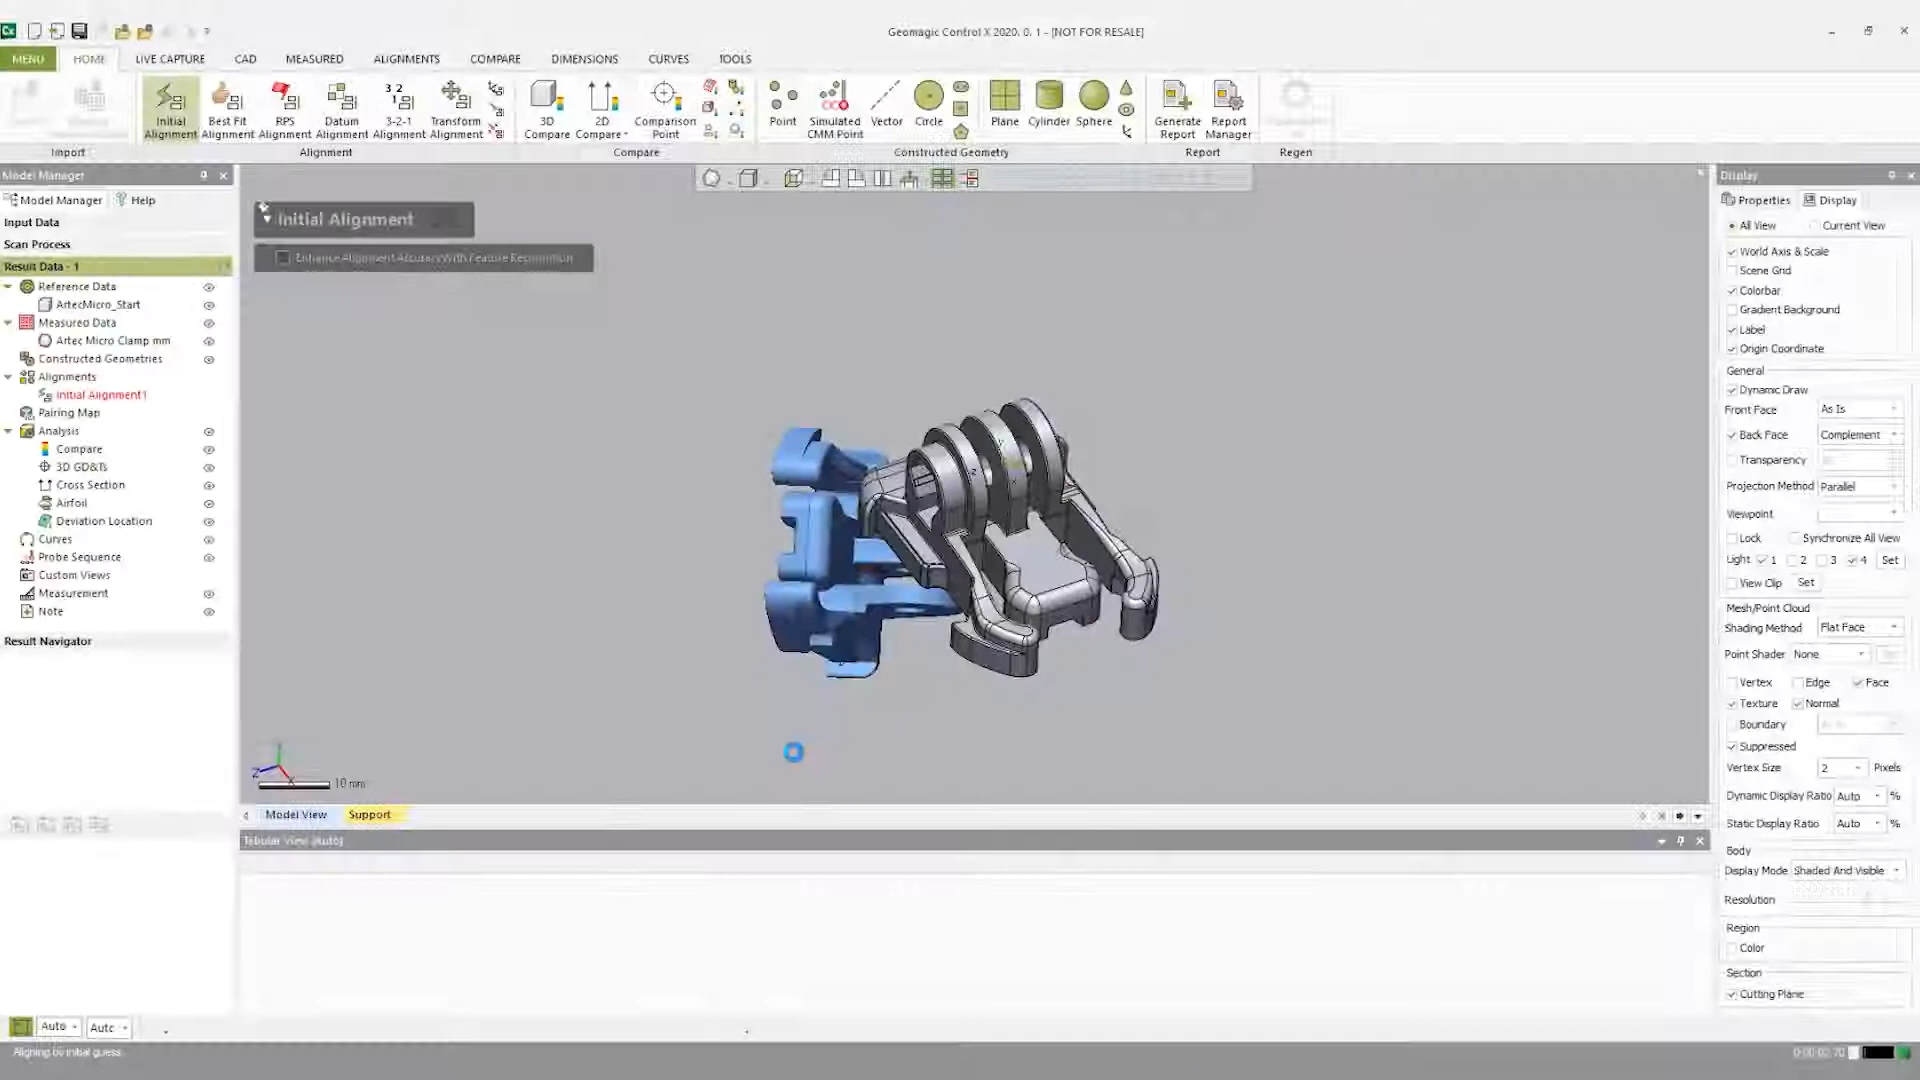 Cx
Geomagic Control X 2020. 0. 1 - [NOT FOR RESALE]
MENU HOME LIVE CAPTURE CAD MEASURED ALIGNMENTS COMPARE DIMENSIONS CURVES TOOLS
Initial Alignment
Best Fit Alignment
RPS Alignment
Datum Alignment
3 2 1
3-2-1 Alignment
Transform Alignment
3D Compare
2D Compare
Comparison Point
Point
Simulated CMM Point
Vector
Circle
Plane
Cylinder
Sphere
Generate Report
Report Manager
Import Alignment Compare Constructed Geometry Report Regen
Model Manager
Model Manager Help
Input Data
Scan Process
Result Data - 1
Reference Data
ArtecMicro_Start
Measured Data
Artec Micro Clamp mm
Constructed Geometries
Alignments
Initial Alignment1
Pairing Map
Analysis
Compare
3D GD&Ts
Cross Section
Airfoil
Deviation Location
Curves
Probe Sequence
Custom Views
Measurement
Note
Result Navigator
Initial Alignment
Enhance Alignment Accuracy With Feature Recognition
Z
10 mm
Model View Support
Tabular View (Auto)
Display
Properties Display
All View Current View
World Axis & Scale
Scene Grid
Colorbar
Gradient Background
Label
Origin Coordinate
General
Dynamic Draw
Front Face As Is
Back Face Complement
Transparency
Projection Method Parallel
Viewpoint
Lock Synchronize All View
Light 1 2 3 4 Set
View Clip Set
Mesh/Point Cloud
Shading Method Flat Face
Point Shader None
Vertex Edge Face
Texture Normal
Boundary
Suppressed
Vertex Size 2 Pixels
Dynamic Display Ratio Auto %
Static Display Ratio Auto %
Body
Display Mode Shaded And Visible
Resolution
Region
Color
Section
Cutting Plane
Auto Auto
Aligning by initial guess
0:00:02.70